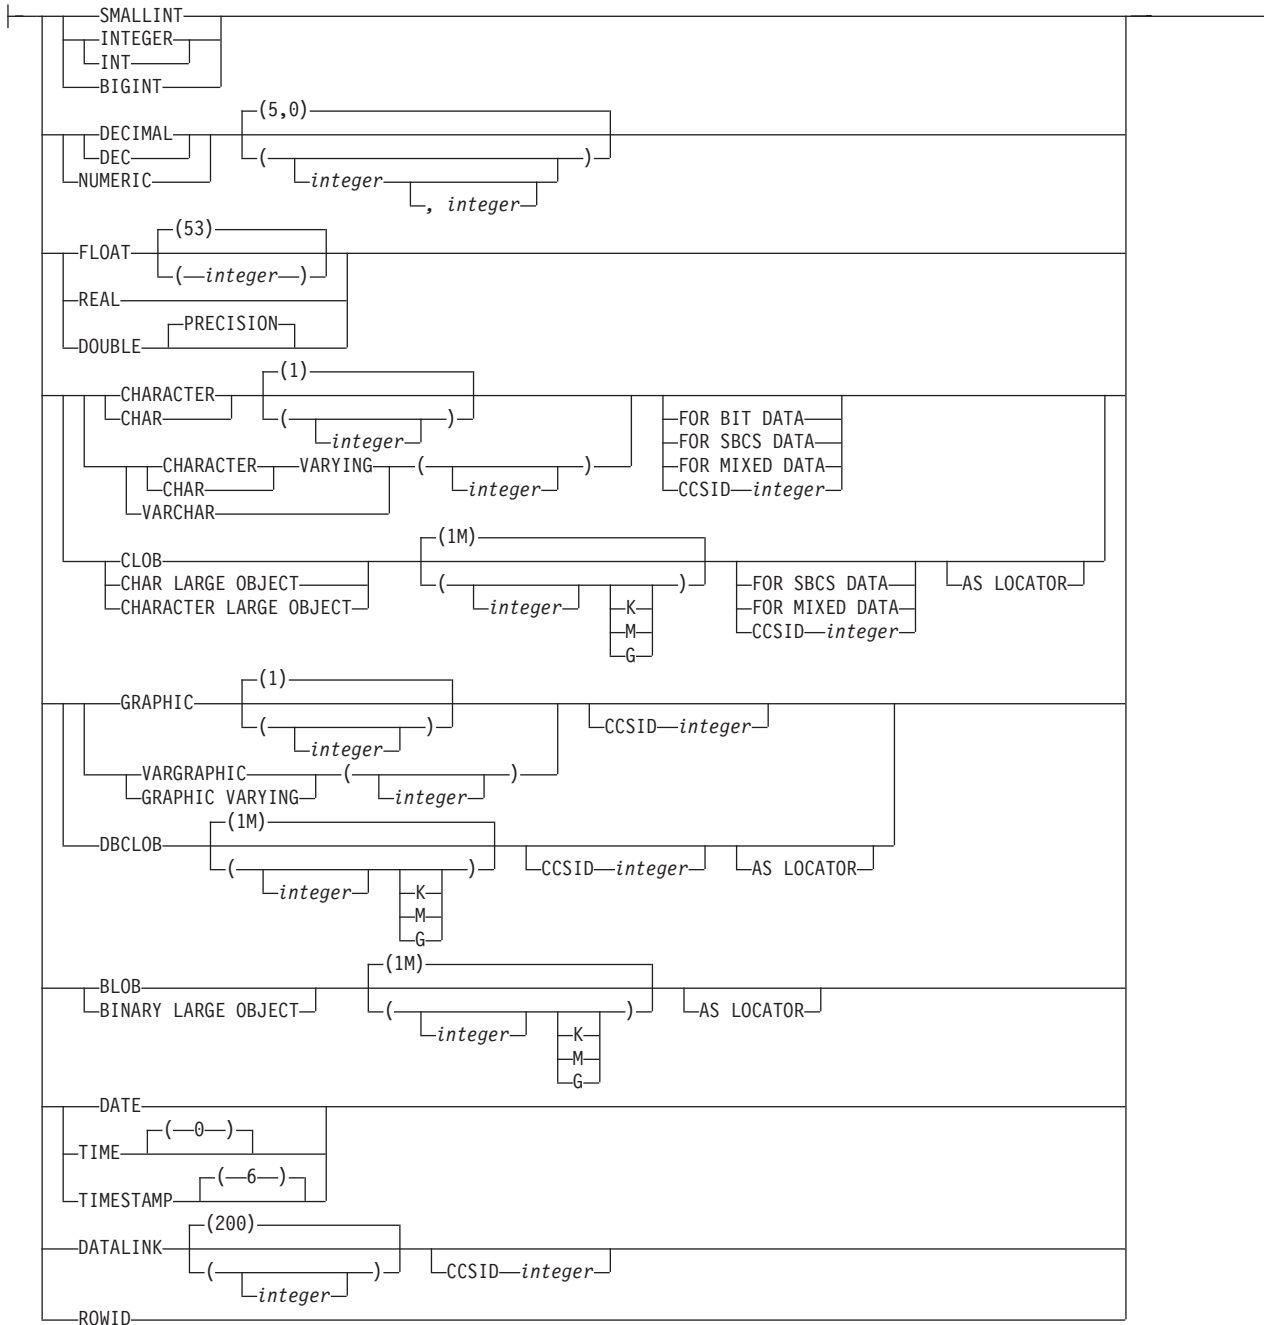 SMALLINT
INTEGER
INT
BIGINT
(5,0)
DECIMAL
DEC ( )
NUMERIC integer
, integer
(53)
FLOAT
( integer )
REAL
PRECISION
DOUBLE
(1)
CHARACTER
CHAR ( ) FOR BIT DATA
integer FOR SBCS DATA
CHARACTER VARYING ( ) FOR MIXED DATA
CHAR integer CCSID integer
VARCHAR
(1M)
CLOB
CHAR LARGE OBJECT ( ) FOR SBCS DATA AS LOCATOR
CHARACTER LARGE OBJECT integer K FOR MIXED DATA
M CCSID integer
G
(1)
GRAPHIC
( ) CCSID integer
integer
VARGRAPHIC ( )
GRAPHIC VARYING integer
(1M)
DBCLOB
( ) CCSID integer AS LOCATOR
integer K
M
G
(1M)
BLOB
BINARY LARGE OBJECT ( ) AS LOCATOR
integer K
M
G
DATE
( 0 )
TIME
( 6 )
TIMESTAMP
(200)
DATALINK
( ) CCSID integer
integer
ROWID